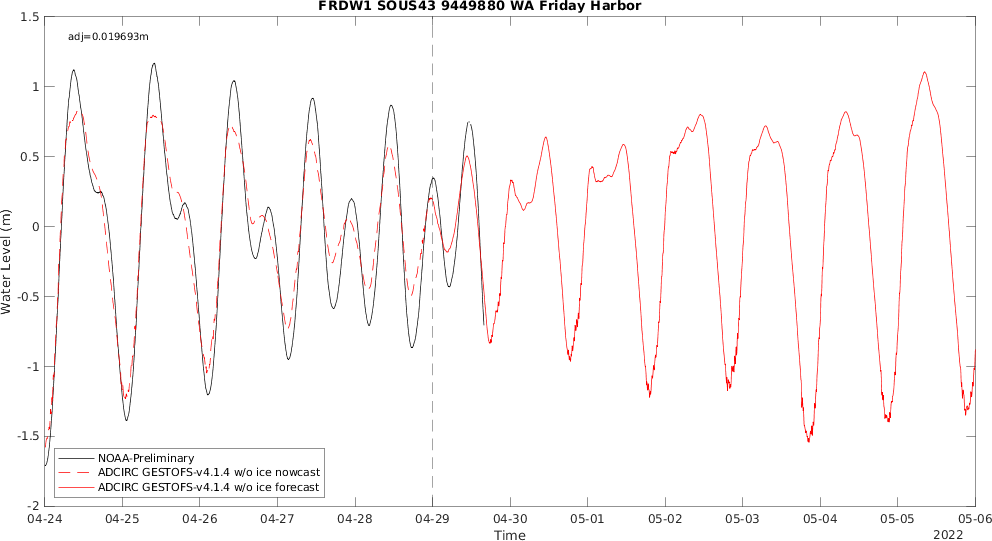 FRDW1 SOUS43 9449880 WA Friday Harbor
adj=0.019693m
1.5
1
0.5
0
-0.5
-1
-1.5
-2
Water Level (m)
NOAA-Preliminary
ADCIRC GESTOFS-v4.1.4 w/o ice nowcast
ADCIRC GESTOFS-v4.1.4 w/o ice forecast
04-24 04-25 04-26 04-27 04-28 04-29 04-30 05-01 05-02 05-03 05-04 05-05 05-06
Time
2022